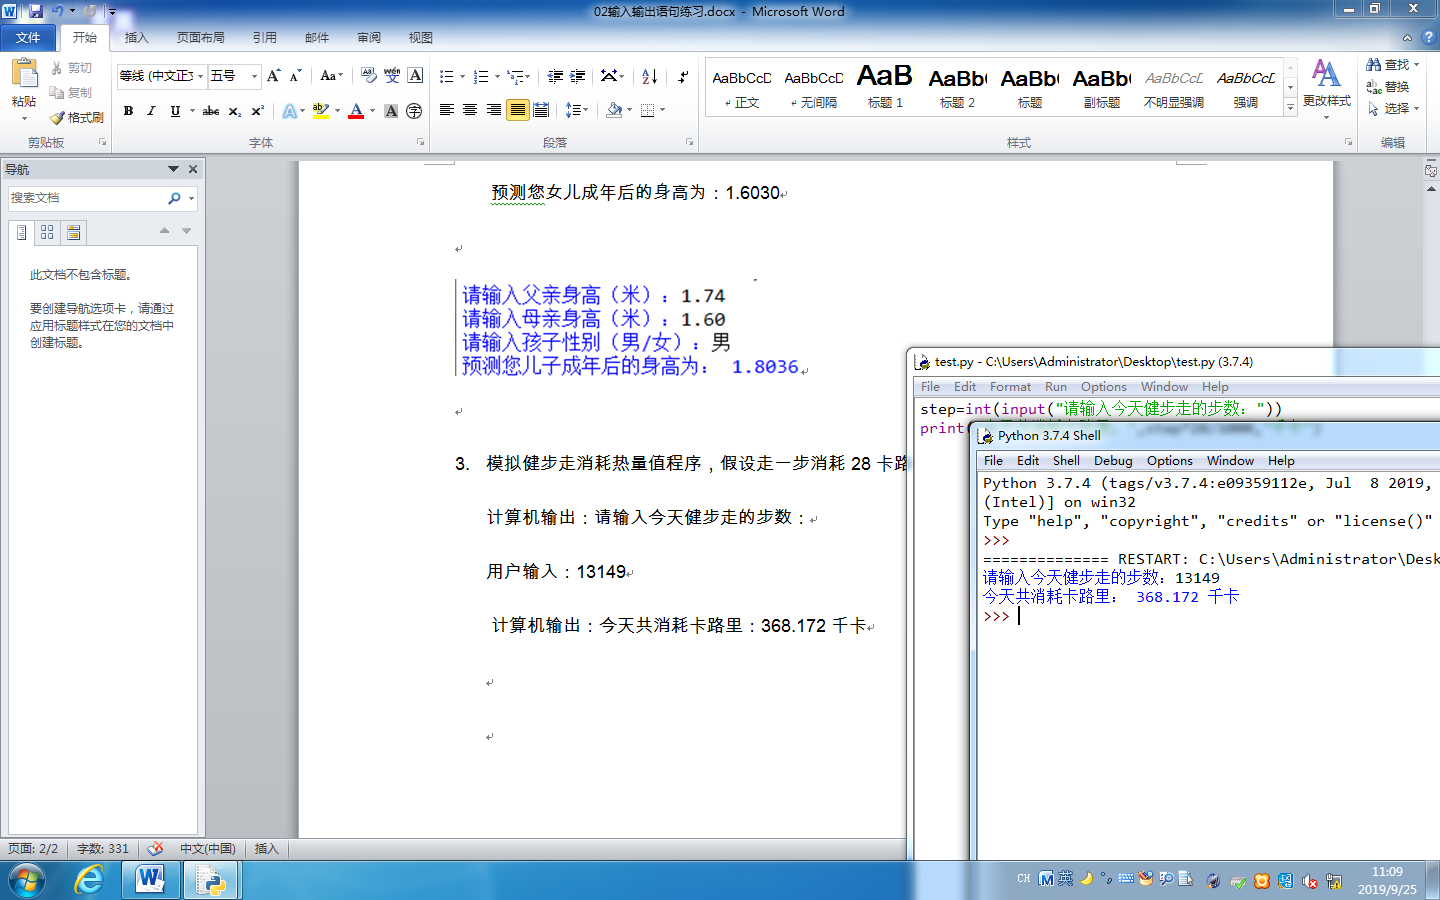 02输入输出语句练习.docx - Microsoft Word
文件 开始 插入 页面布局 引用 邮件 审阅 视图
粘贴 剪切 复制 格式刷
等线 (中文正文 五号
AaBbCcD AaBbCcD AaB AaBb( AaBb( AaBb( AaBbCcD AaBbCcD
正文 无间隔 标题 1 标题 2 标题 副标题 不明显强调 强调
更改样式
查找
替换
选择
剪贴板 字体 段落 样式 编辑
导航
搜索文档
此文档不包含标题。
要创建导航选项卡，请通过
应用标题样式在您的文档中
创建标题。
预测您女儿成年后的身高为：1.6030
请输入父亲身高（米）：1.74
请输入母亲身高（米）：1.60
请输入孩子性别（男/女）：男
预测您儿子成年后的身高为： 1.8036
3. 模拟健步走消耗热量值程序，假设走一步消耗 28 卡路
计算机输出：请输入今天健步走的步数：
用户输入：13149
计算机输出：今天共消耗卡路里：368.172 千卡
test.py - C:\Users\Administrator\Desktop\test.py (3.7.4)
File Edit Format Run Options Window Help
step=int(input("请输入今天健步走的步数："))
print(
Python 3.7.4 Shell
File Edit Shell Debug Options Window Help
Python 3.7.4 (tags/v3.7.4:e09359112e, Jul 8 2019,
(Intel)] on win32
Type "help", "copyright", "credits" or "license()"
>>>
============== RESTART: C:\Users\Administrator\Desk
请输入今天健步走的步数：13149
今天共消耗卡路里： 368.172 千卡
>>>
页面: 2/2 字数: 331 中文(中国) 插入
CH 英
11:09
2019/9/25